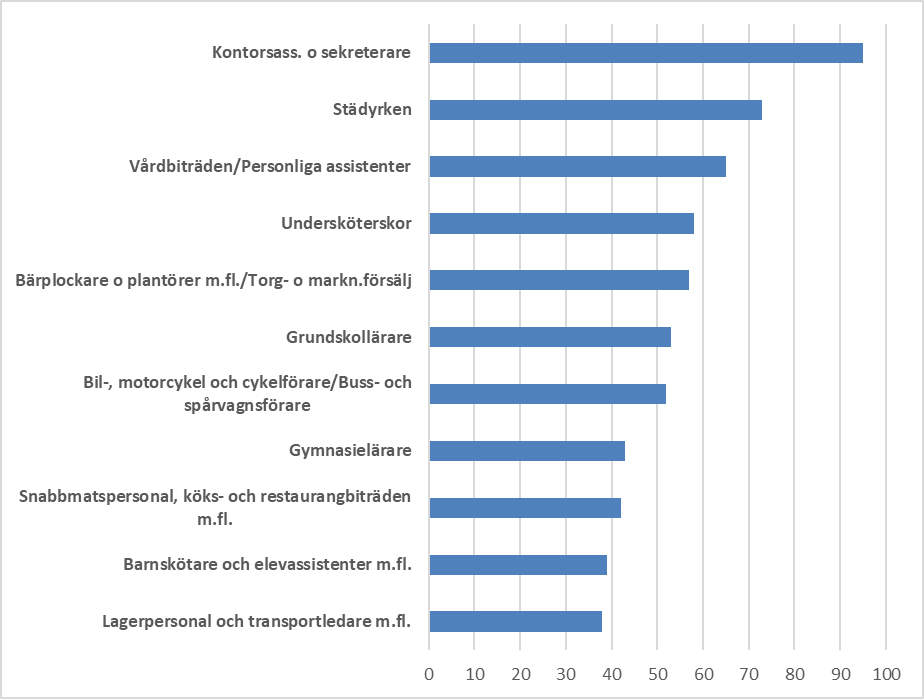 Kontorsass. o sekreterare
Städyrken
Vårdbiträden/Personliga assistenter
Undersköterskor
Bärplockare o plantörer m.fl./Torg- o markn.försälj
Grundskollärare
Bil-, motorcykel och cykelförare/Buss- och
spårvagnsförare
Gymnasielärare
Snabbmatspersonal, köks- och restaurangbiträden
m.fl.
Barnskötare och elevassistenter m.fl.
Lagerpersonal och transportledare m.fl.
0 10 20 30 40 50 60 70 80 90 100